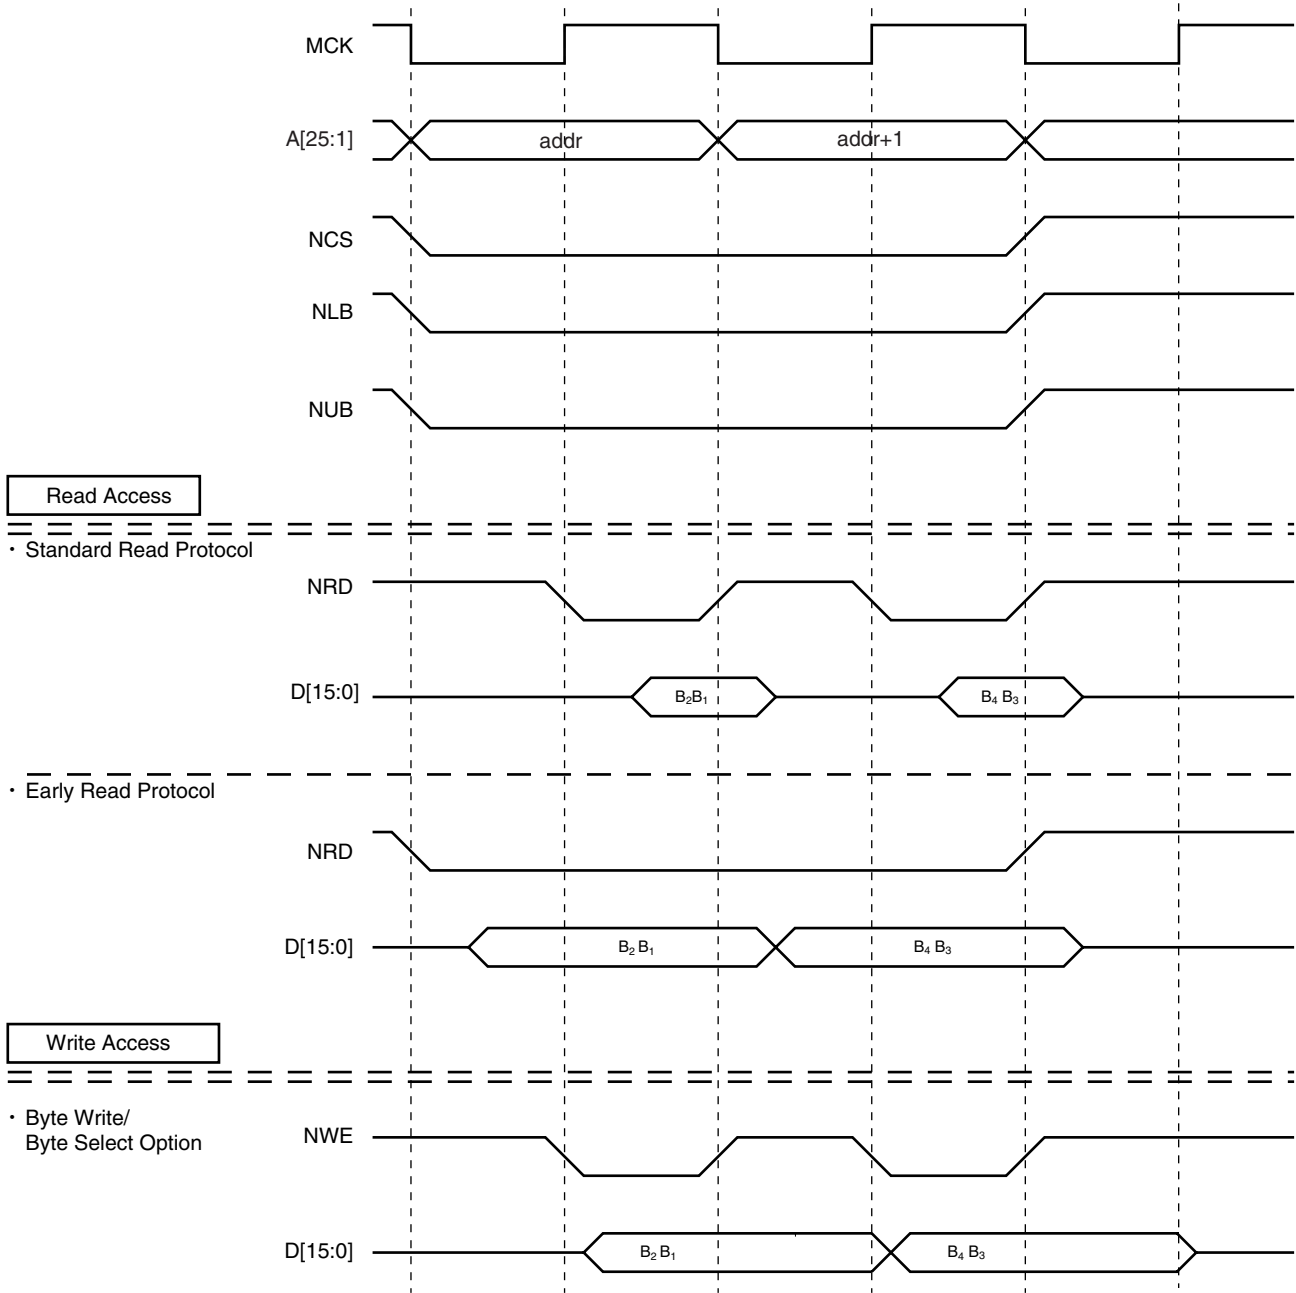 MCK
A[25:1]
addr addr+1
NCS
NLB
NUB
Read Access
· Standard Read Protocol
NRD
D[15:0]
B₂B₁ B₄ B₃
· Early Read Protocol
NRD
D[15:0]
B₂ B₁ B₄ B₃
Write Access
· Byte Write/
Byte Select Option
NWE
D[15:0]
B₂ B₁ B₄ B₃